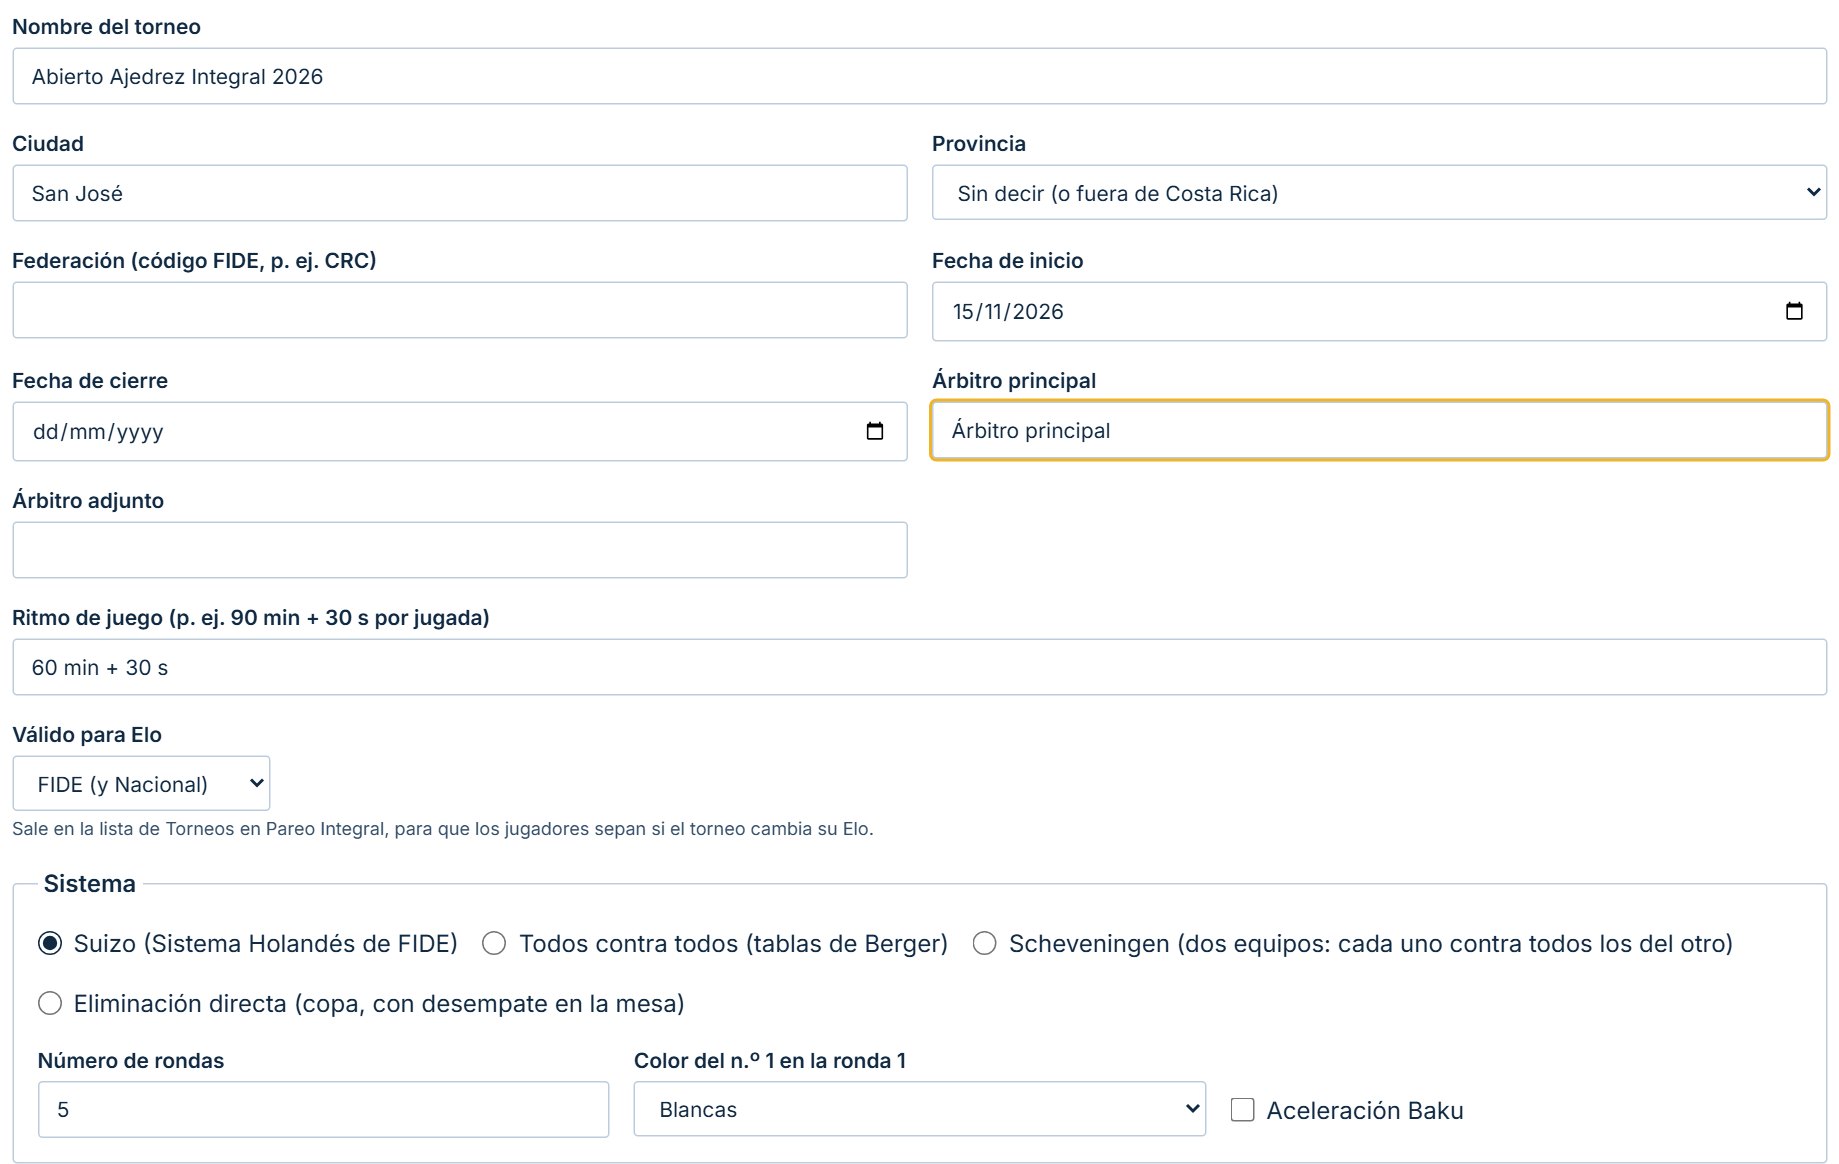 Nombre del torneo
Abierto Ajedrez Integral 2026
Ciudad
Provincia
San José
Sin decir (o fuera de Costa Rica)
Federación (código FIDE, p. ej. CRC)
Fecha de inicio
15/11/2026
Fecha de cierre
Árbitro principal
dd/mm/yyyy
Árbitro principal
Árbitro adjunto
Ritmo de juego (p. ej. 90 min + 30 s por jugada)
60 min + 30 s
Válido para Elo
FIDE (y Nacional)
Sale en la lista de Torneos en Pareo Integral, para que los jugadores sepan si el torneo cambia su Elo.
Sistema
Suizo (Sistema Holandés de FIDE)
Todos contra todos (tablas de Berger)
Scheveningen (dos equipos: cada uno contra todos los del otro)
Eliminación directa (copa, con desempate en la mesa)
Número de rondas
Color del n.º 1 en la ronda 1
5
Blancas
Aceleración Baku